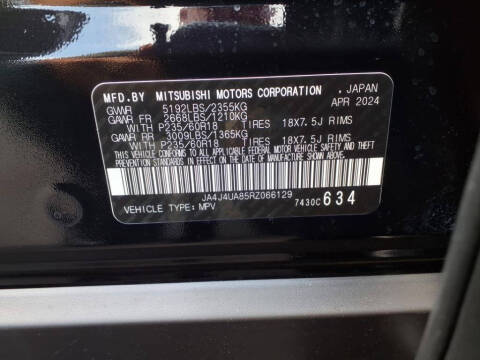 MFD.BY MITSUBISHI MOTORS CORPORATION , JAPAN
GVWR 5192LBS/2355KG APR 2024
GAWR FR 2668LBS/1210KG
WITH P235/60R18 TIRES 18X7.5J RIMS
GAWR RR 3009LBS/1365KG
WITH P235/60R18 TIRES 18X7.5J RIMS
THIS VEHICLE CONFORMS TO ALL APPLICABLE FEDERAL
MOTOR VEHICLE SAFETY, BUMPER, AND THEFT
PREVENTION STANDARDS IN EFFECT ON THE DATE OF
MANUFACTURE SHOWN ABOVE.
JA4J4UA85RZ066129
VEHICLE TYPE: MPV 7430C 634